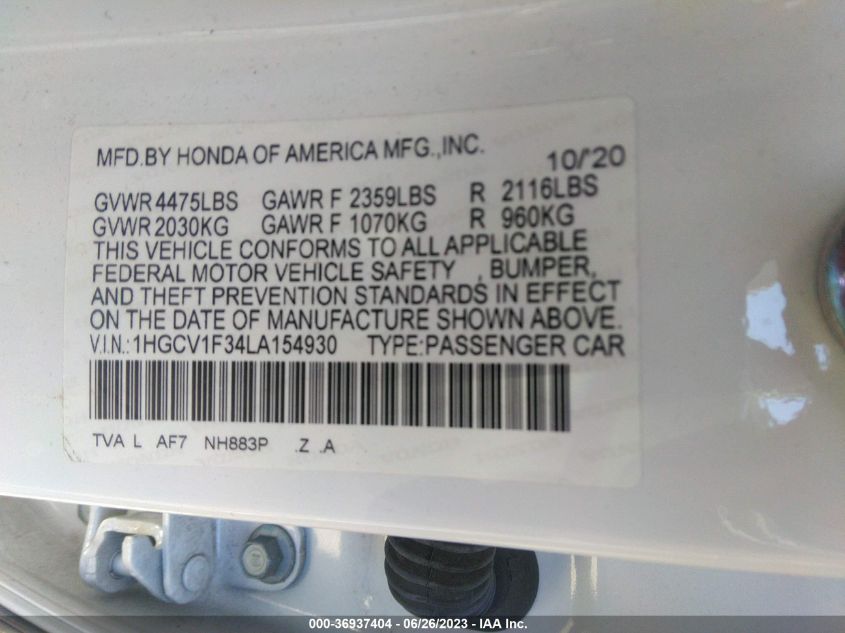 MFD.BY HONDA OF AMERICA MFG.,INC. 10/'20
GVWR 4475LBS GAWR F 2359LBS R 2116LBS
GVWR 2030KG GAWR F 1070KG R 960KG
THIS VEHICLE CONFORMS TO ALL APPLICABLE
FEDERAL MOTOR VEHICLE SAFETY , BUMPER,
AND THEFT PREVENTION STANDARDS IN EFFECT
ON THE DATE OF MANUFACTURE SHOWN ABOVE.
V.I.N.:1HGCV1F34LA154930 TYPE:PASSENGER CAR
TVA L AF7 NH883P .Z .A
000-36937404 - 06/26/2023 - IAA Inc.